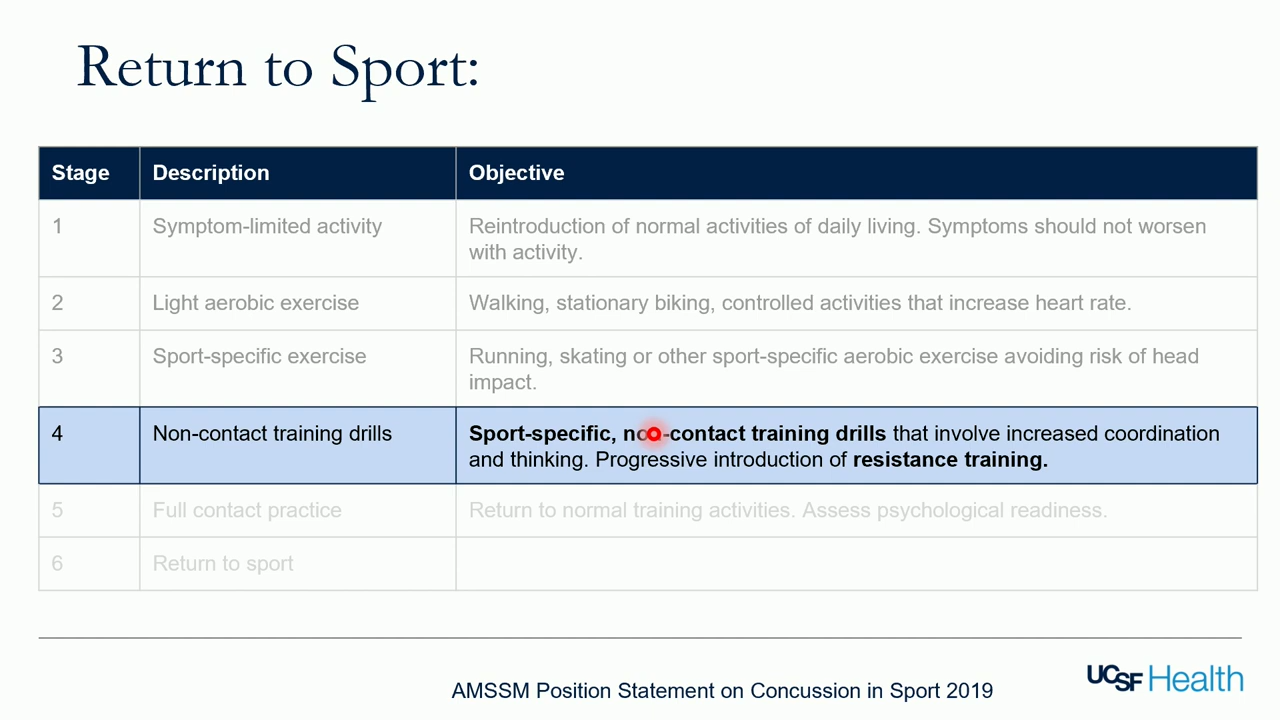 Return to Sport:
Stage Description Objective
1 Symptom-limited activity Reintroduction of normal activities of daily living. Symptoms should not worsen
with activity.
2 Light aerobic exercise Walking, stationary biking, controlled activities that increase heart rate.
3 Sport-specific exercise Running, skating or other sport-specific aerobic exercise avoiding risk of head
impact.
4 Non-contact training drills Sport-specific, non-contact training drills that involve increased coordination
and thinking. Progressive introduction of resistance training.
5 Full contact practice Return to normal training activities. Assess psychological readiness.
6 Return to sport
AMSSM Position Statement on Concussion in Sport 2019
UCSF Health